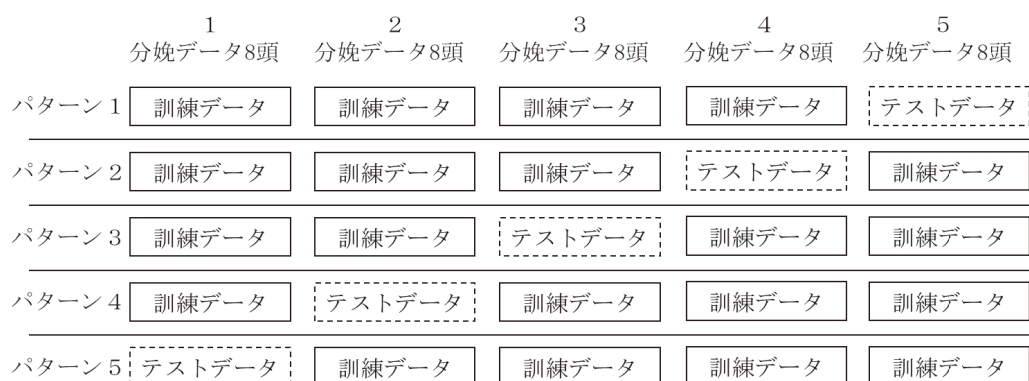 1 2 3 4 5
分娩データ8頭 分娩データ8頭 分娩データ8頭 分娩データ8頭 分娩データ8頭
パターン1 訓練データ 訓練データ 訓練データ 訓練データ テストデータ
パターン2 訓練データ 訓練データ 訓練データ テストデータ 訓練データ
パターン3 訓練データ 訓練データ テストデータ 訓練データ 訓練データ
パターン4 訓練データ テストデータ 訓練データ 訓練データ 訓練データ
パターン5 テストデータ 訓練データ 訓練データ 訓練データ 訓練データ